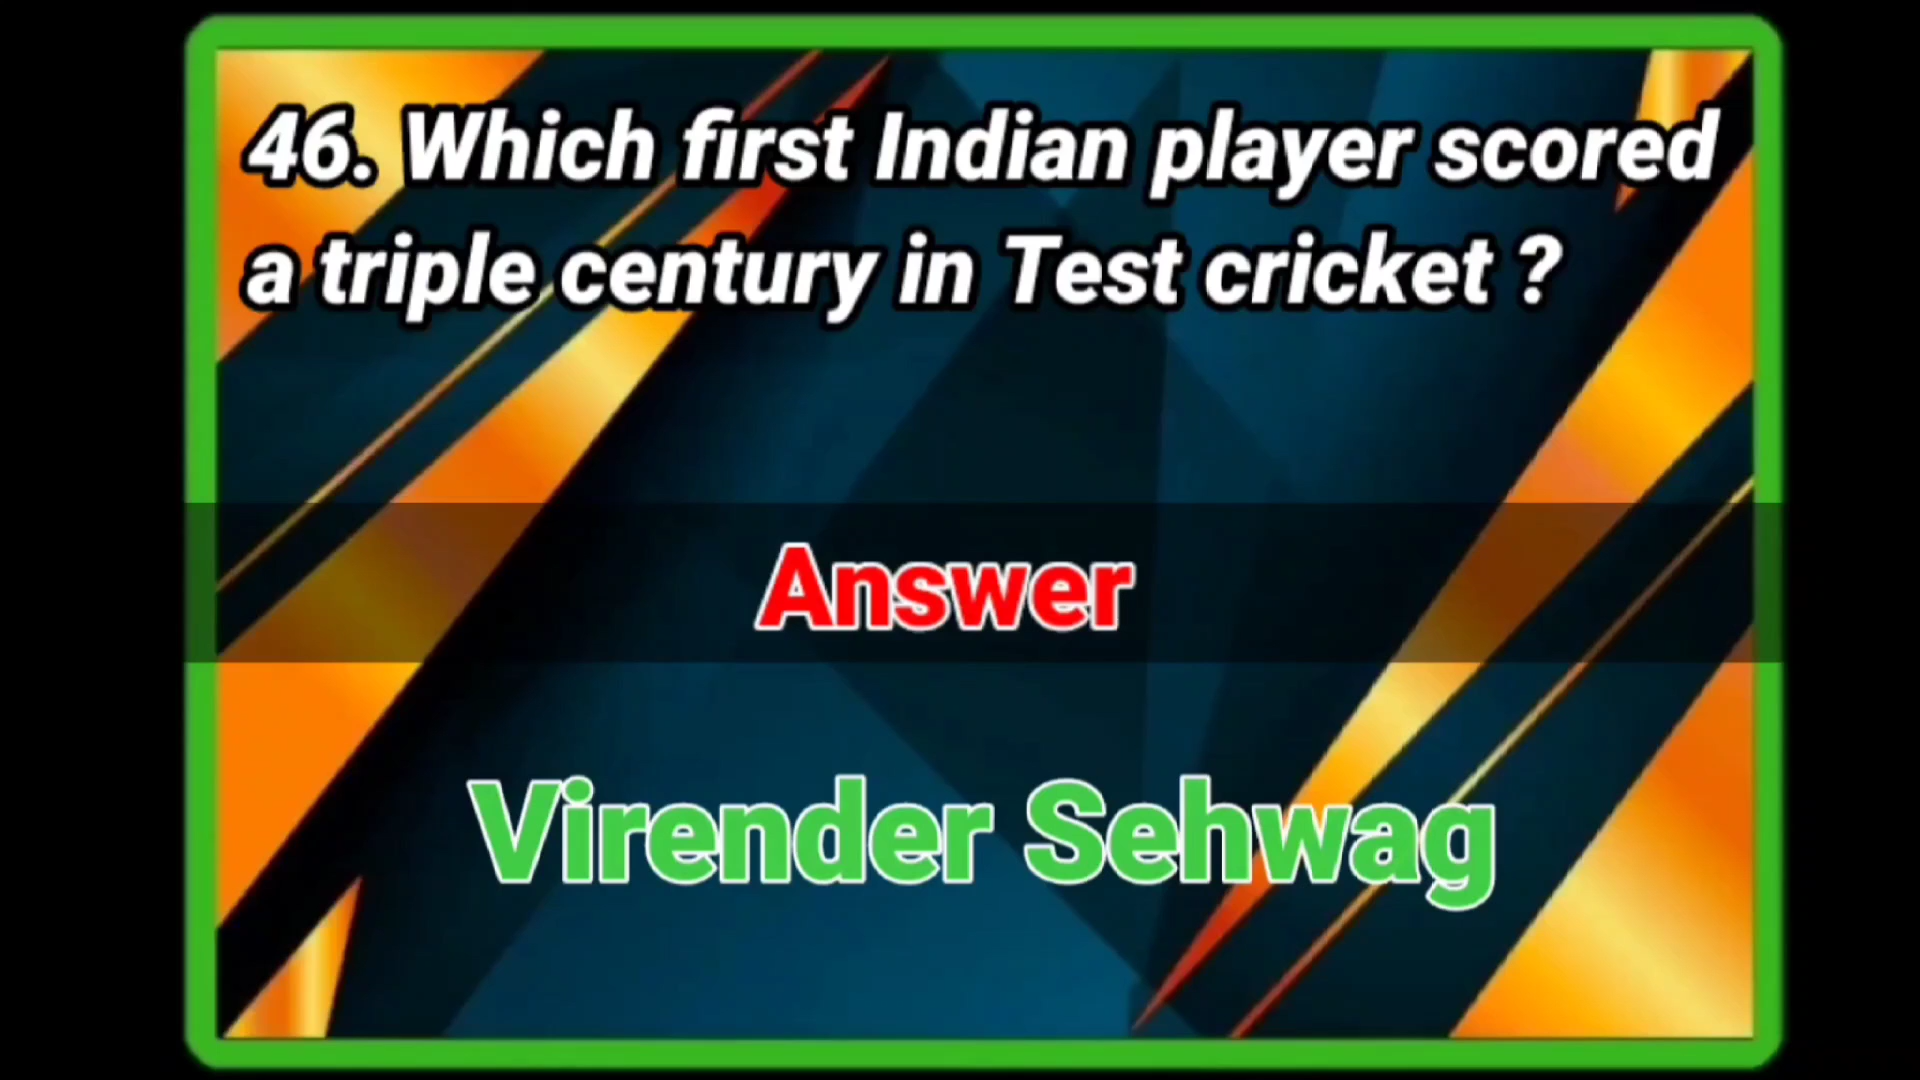 46. Which first Indian player scored
a triple century in Test cricket ?
Answer
Virender Sehwag